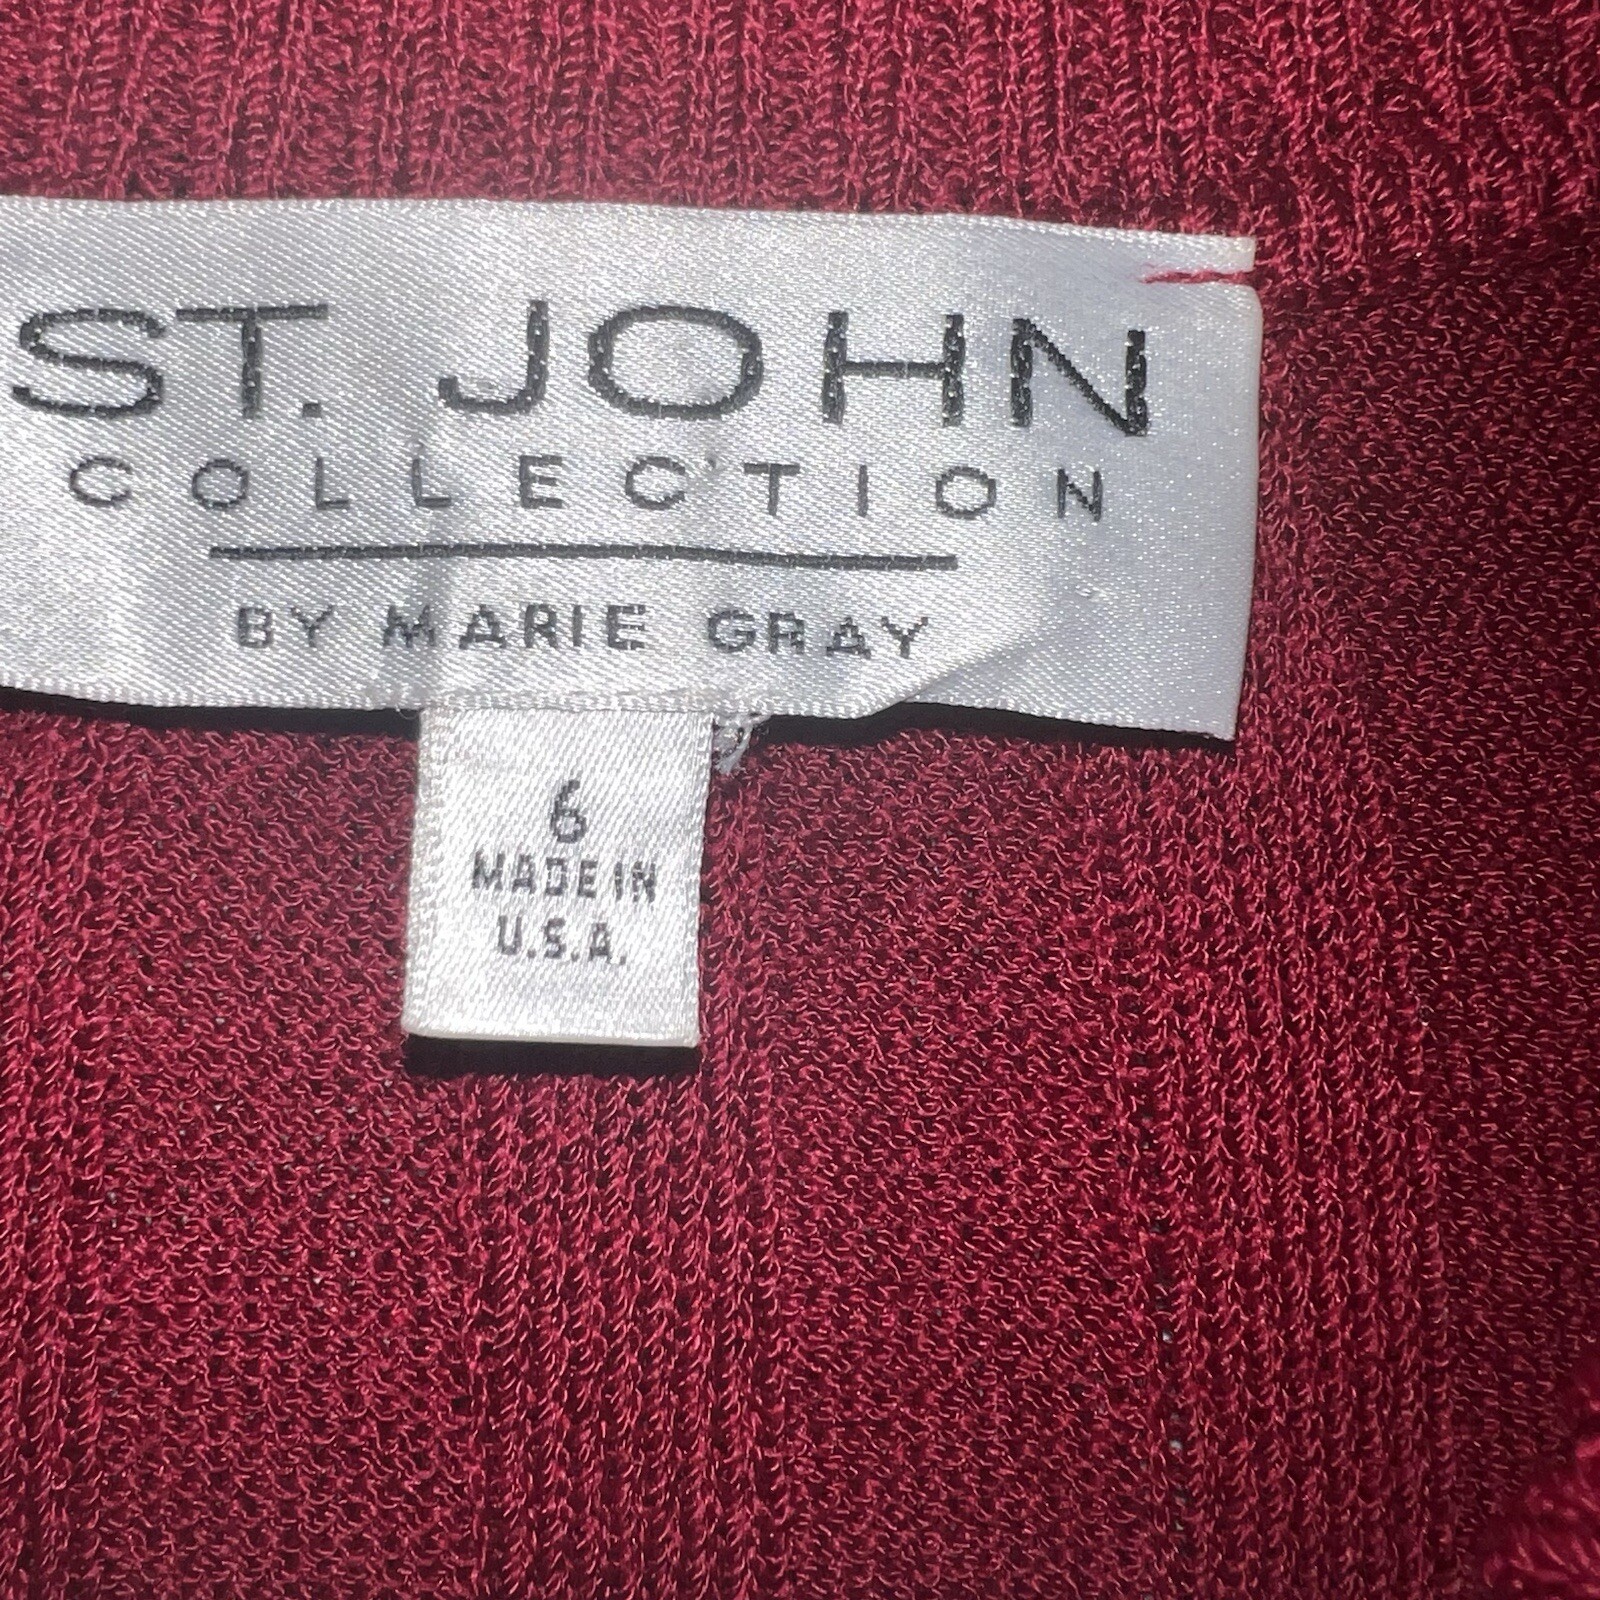 ST. JOHN
COLLECTION
BY MARIE GRAY
6
MADE IN
U.S.A.